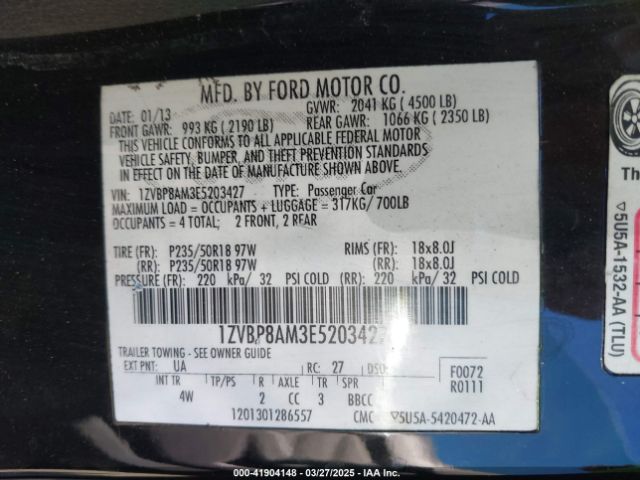 MFD. BY FORD MOTOR CO.
DATE: 01/13 GVWR: 2041 KG ( 4500 LB)
FRONT GAWR: 993 KG ( 2190 LB) REAR GAWR: 1066 KG ( 2350 LB)
THIS VEHICLE CONFORMS TO ALL APPLICABLE FEDERAL MOTOR
VEHICLE SAFETY, BUMPER, AND THEFT PREVENTION STANDARDS
IN EFFECT ON THE DATE OF MANUFACTURE SHOWN ABOVE.
VIN: 1ZVBP8AM3E5203427 TYPE: Passenger Car
MAXIMUM LOAD = OCCUPANTS + LUGGAGE = 317KG/ 700LB
OCCUPANTS = 4 TOTAL; 2 FRONT, 2 REAR
TIRE (FR): P235/50R18 97W RIMS (FR): 18x8.0J
(RR): P235/50R18 97W (RR): 18x8.0J
PRESSURE (FR): 220 kPa/ 32 PSI COLD (RR): 220 kPa/ 32 PSI COLD
1ZVBP8AM3E5203427
TRAILER TOWING - SEE OWNER GUIDE
EXT PNT: UA RC: 27 DSO: F0072
INT TR TP/PS R AXLE TR SPR R0111
4W 2 CC 3 BBCC
1201301286557 CMC ▽5U5A-5420472-AA
Th
▽5U5A-1532-AA (TLU)
000-41904148 - 03/27/2025 - IAA Inc.